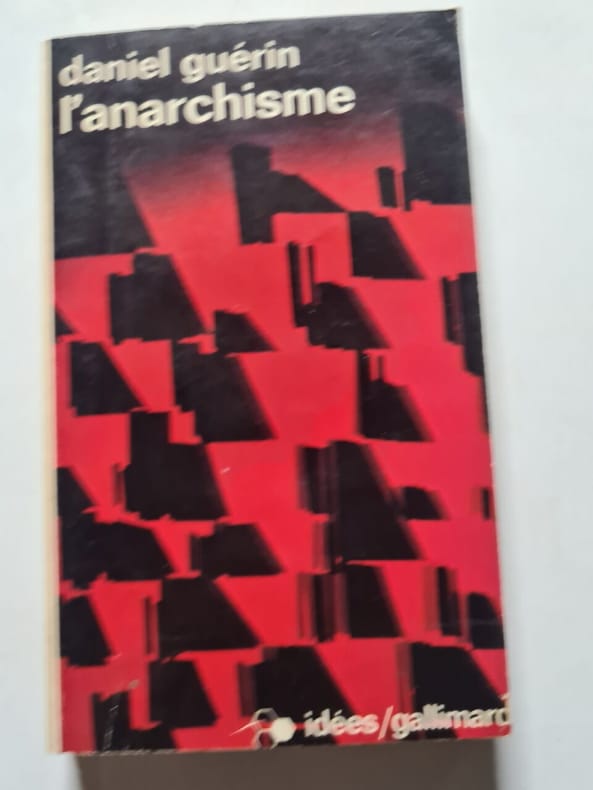 daniel guérin
l'anarchisme
idées/gallimard